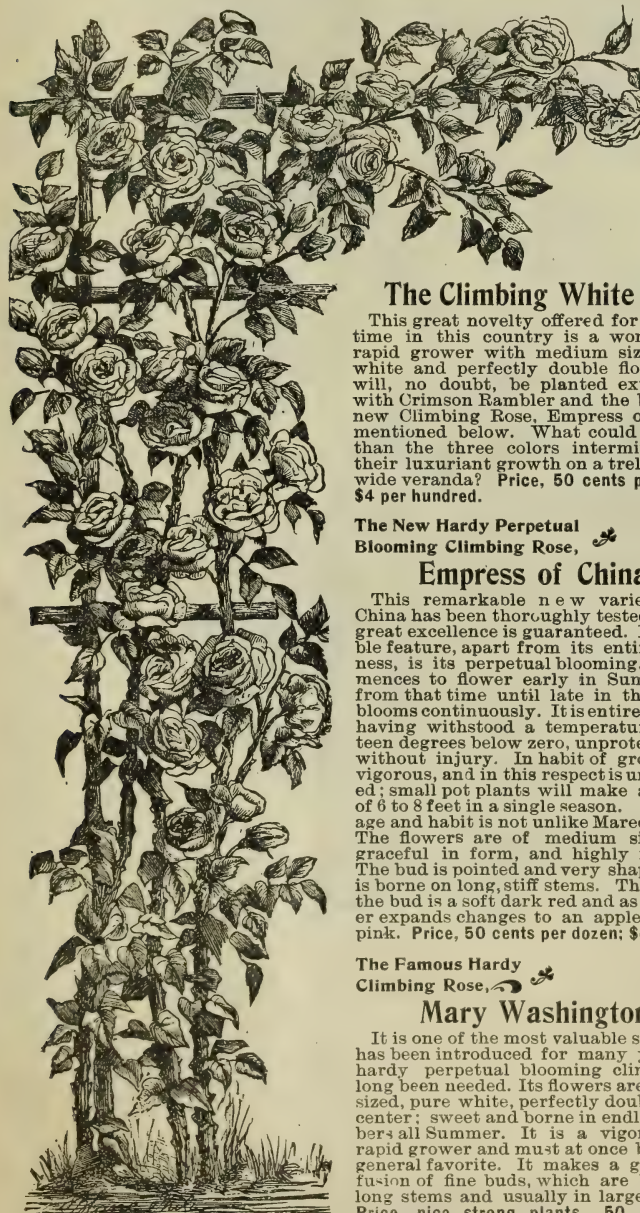 The Climbing White
This great novelty offered for
time in this country is a wor
rapid grower with medium siz
white and perfectly double flo
will, no doubt, be planted ex
with Crimson Rambler and the
new Climbing Rose, Empress o
mentioned below. What could
than the three colors intermi
their luxuriant growth on a trel
wide veranda? Price, 50 cents p
$4 per hundred.
The New Hardy Perpetual
Blooming Climbing Rose,
Empress of China
This remarkable new varie
China has been thoroughly teste
great excellence is guaranteed.
ble feature, apart from its enti
ness, is its perpetual blooming.
mences to flower early in Sum
from that time until late in th
blooms continuously. It is entire
having withstood a temperatu
teen degrees below zero, unprote
without injury. In habit of gr
vigorous, and in this respect is u
ed; small pot plants will make a
of 6 to 8 feet in a single season.
age and habit is not unlike Marec
The flowers are of medium si
graceful in form, and highly
The bud is pointed and very sha
is borne on long, stiff stems. Th
the bud is a soft dark red and as
er expands changes to an apple
pink. Price, 50 cents per dozen; $
The Famous Hardy
Climbing Rose,
Mary Washington
It is one of the most valuable s
has been introduced for many
hardy perpetual blooming clim
long been needed. Its flowers are
sized, pure white, perfectly doub
center; sweet and borne in endl
bers all Summer. It is a vigo
rapid grower and must at once b
general favorite. It makes a g
fusion of fine buds, which are
long stems and usually in large
Price, nice strong plants, 50